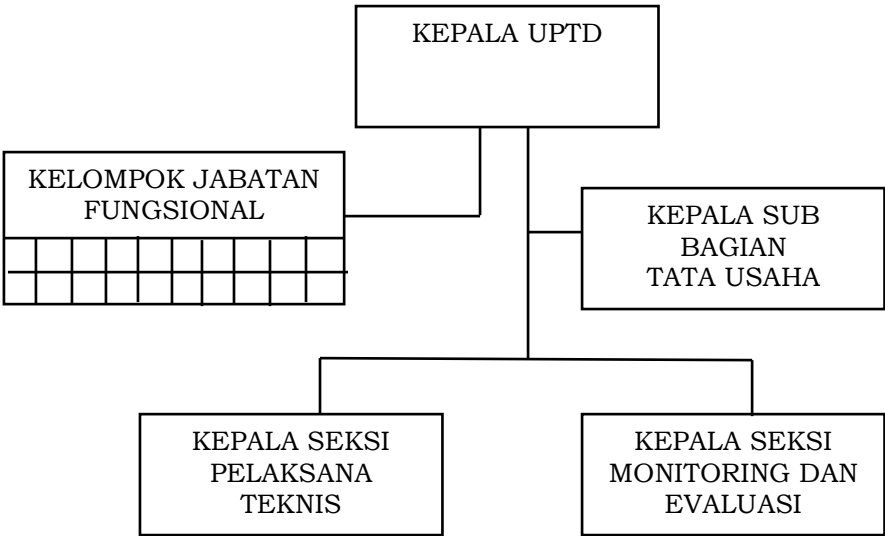 KEPALA UPTD
KELOMPOK JABATAN
FUNGSIONAL
KEPALA SUB
BAGIAN
TATA USAHA
KEPALA SEKSI
PELAKSANA
TEKNIS
KEPALA SEKSI
MONITORING DAN
EVALUASI